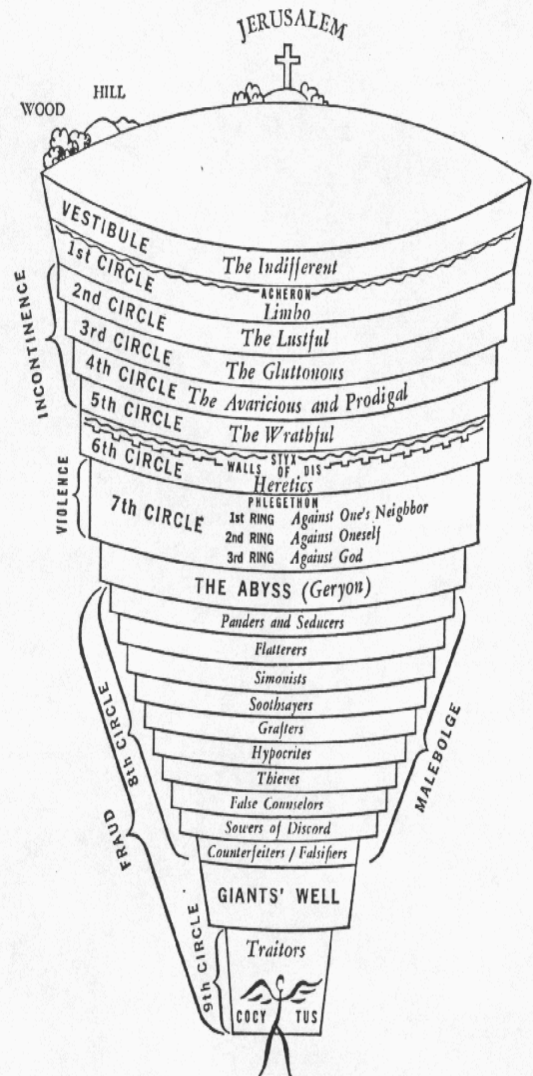 JERUSALEM
HILL
WOOD
VESTIBULE
The Indifferent
1st CIRCLE
ACHERON
Limbo
INCONTINENCE
2nd CIRCLE
The Lustful
3rd CIRCLE
The Gluttonous
4th CIRCLE The Avaricious and Prodigal
5th CIRCLE
The Wrathful
STYX
6th CIRCLE
WALLS OF DIS
Heretics
VIOLENCE
PHLEGETHON
7th CIRCLE
1st RING Against One's Neighbor
2nd RING Against Oneself
3rd RING Against God
THE ABYSS (Geryon)
FRAUD
8th CIRCLE
MALEBOLGE
Panders and Seducers
Flatterers
Simonists
Soothsayers
Grafters
Hypocrites
Thieves
False Counselors
Sowers of Discord
Counterfeiters / Falsifiers
GIANTS' WELL
9th CIRCLE
Traitors
COCY TUS